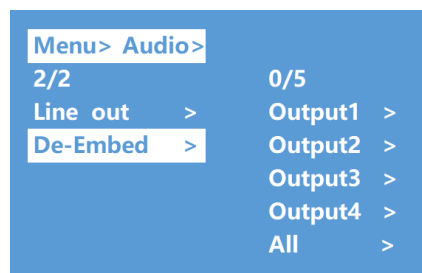 Menu> Audio>
2/2
Line out >
De-Embed >
0/5
Output1 >
Output2 >
Output3 >
Output4 >
All >